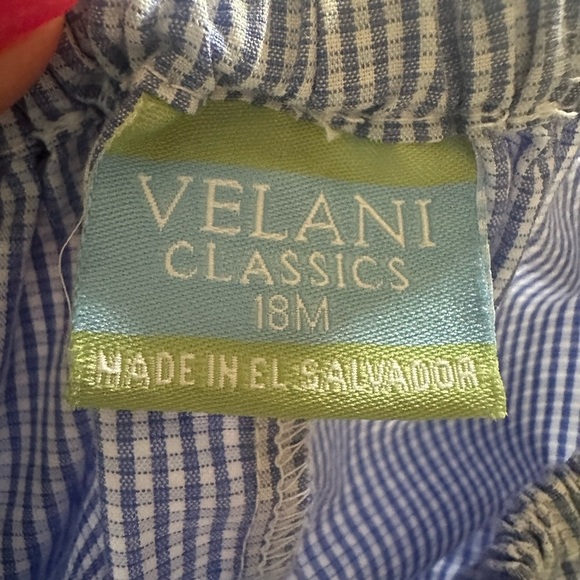 VELANI
CLASSICS
18M
MADE IN EL SALVADOR